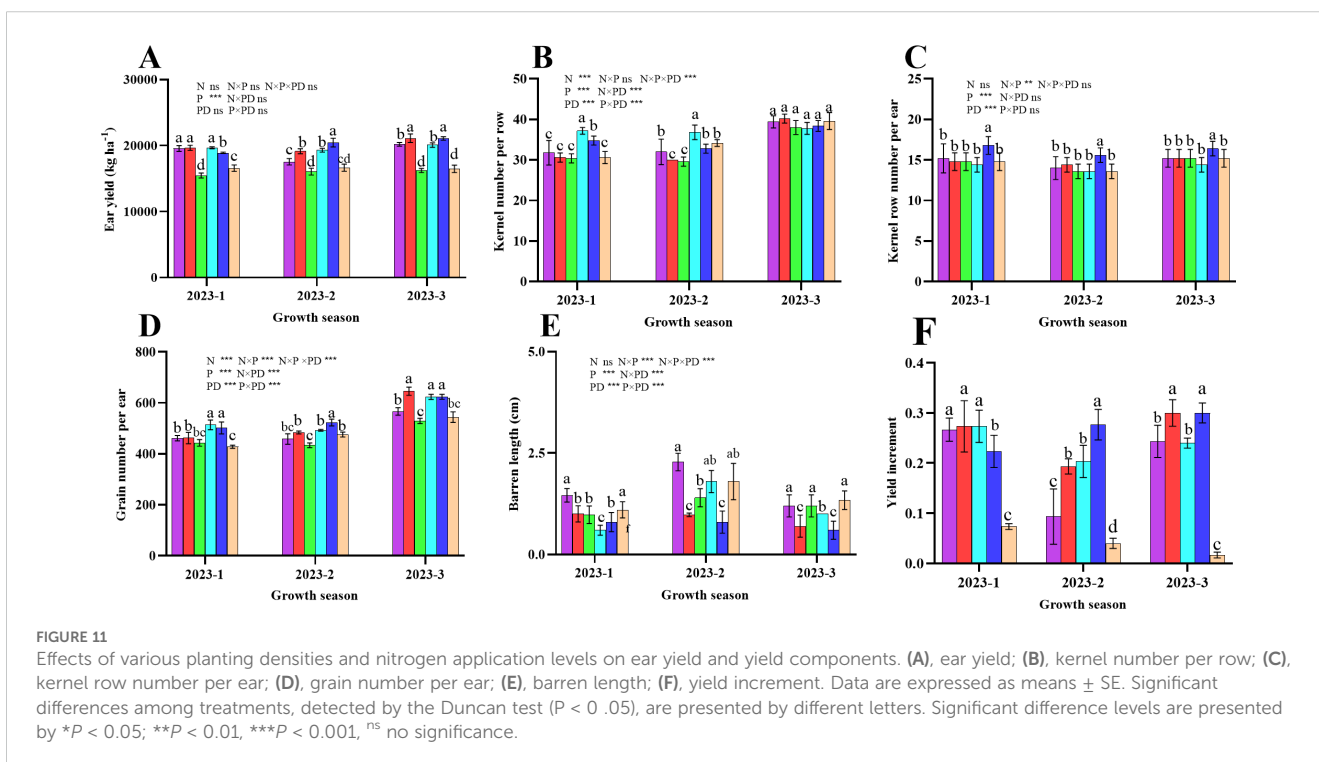 A
N ns N×P ns N×P×PD ns
P *** N×PD ns
PD ns P×PD ns
Ear yield (kg ha⁻¹)
30000
20000
10000
0
a a d a b c
c b d b a cd
b a d b a d
2023-1 2023-2 2023-3
Growth season
B
N *** N×P ns N×P×PD ***
P *** N×PD ***
PD *** P×PD ***
Kernel number per row
50
40
30
20
10
0
c c c a b c
b c c a b b
a a a a a a
2023-1 2023-2 2023-3
Growth season
C
N ns N×P ** N×P×PD ns
P *** N×PD ns
PD *** P×PD ns
Kernel row number per ear
25
20
15
10
5
0
b b b b a b
b b b b a b
b b b b a b
2023-1 2023-2 2023-3
Growth season
D
N *** N×P *** N×P ×PD ***
P *** N×PD ***
PD *** P×PD ***
Grain number per ear
800
600
400
200
0
b b bc a a c
bc b c b a b
b a c a a bc
2023-1 2023-2 2023-3
Growth season
E
N ns N×P *** N×P×PD ***
P *** N×PD ***
PD *** P×PD ***
Barren length (cm)
5.0
2.5
0.0
a b b c c a
f
a c b ab c ab
a c a b c a
2023-1 2023-2 2023-3
Growth season
F
Yield increment
0.4
0.3
0.2
0.1
0.0
a a a b c
c b b a d
b a b a c
2023-1 2023-2 2023-3
Growth season
FIGURE 11
Effects of various planting densities and nitrogen application levels on ear yield and yield components. (A), ear yield; (B), kernel number per row; (C),
kernel row number per ear; (D), grain number per ear; (E), barren length; (F), yield increment. Data are expressed as means ± SE. Significant
differences among treatments, detected by the Duncan test (P < 0 .05), are presented by different letters. Significant difference levels are presented
by *P < 0.05; **P < 0.01, ***P < 0.001, ns no significance.